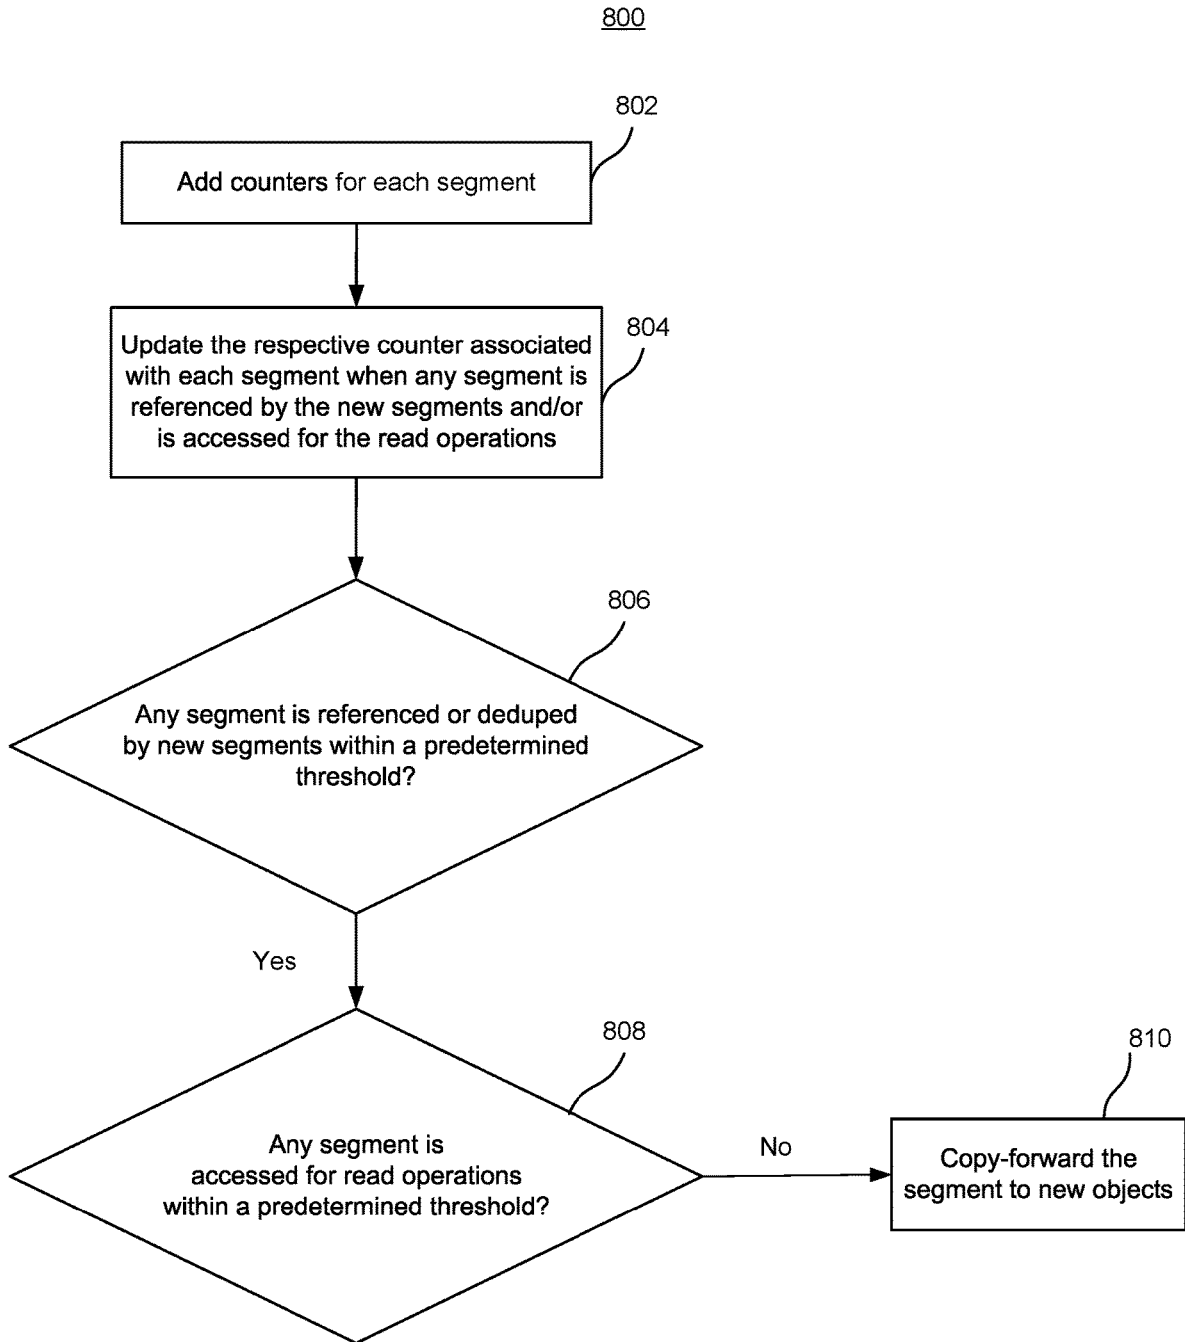 800
802
Add counters for each segment
804
Update the respective counter associated
with each segment when any segment is
referenced by the new segments and/or
is accessed for the read operations
806
Any segment is referenced or deduped
by new segments within a predetermined
threshold?
Yes
808
Any segment is
accessed for read operations
within a predetermined threshold?
No
810
Copy-forward the
segment to new objects